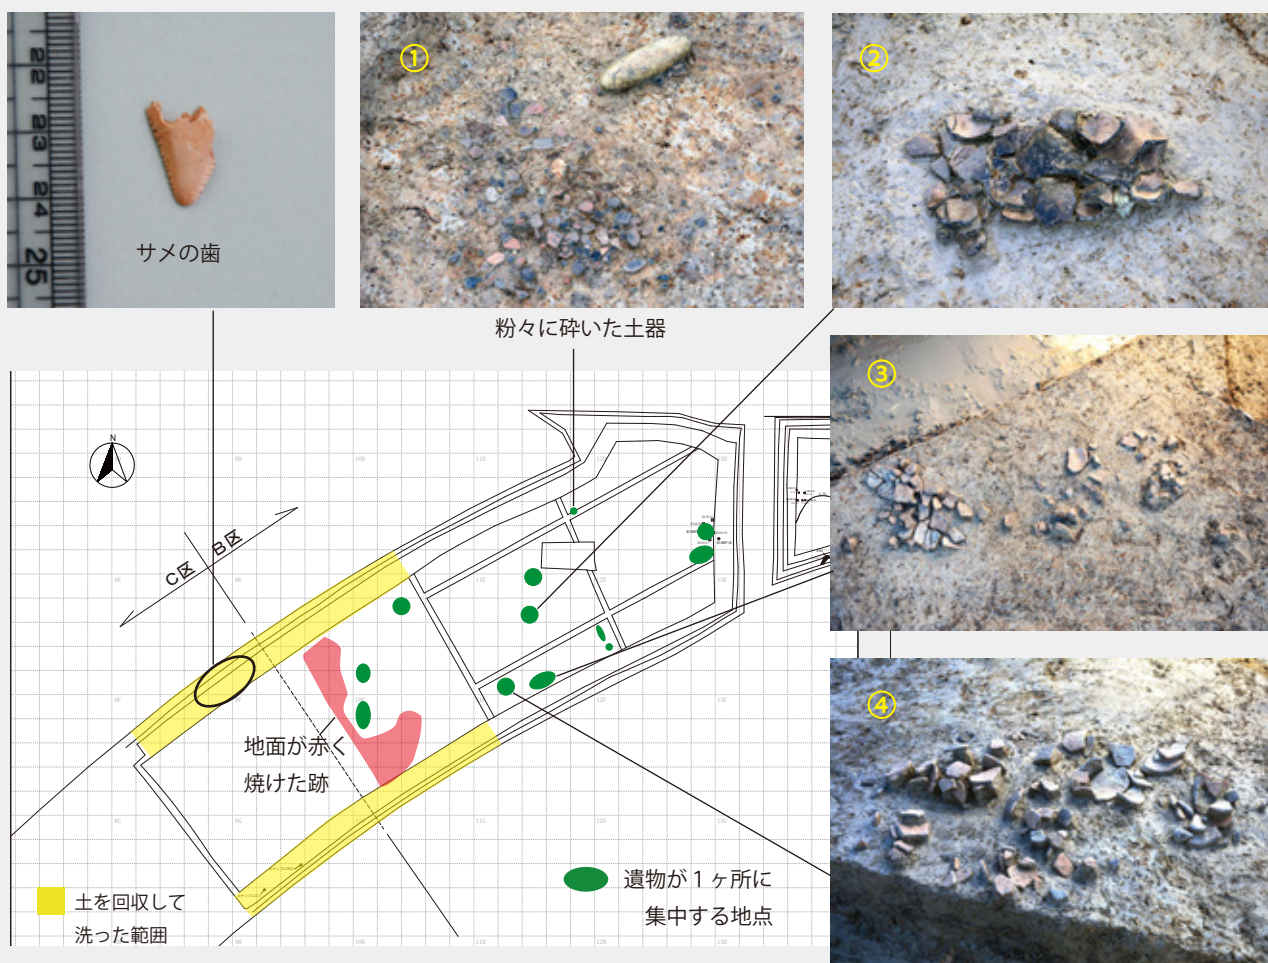 22
23
24
25
サメの歯
①
②
粉々に砕いた土器
③
N
B区
C区
地面が赤く
焼けた跡
④
土を回収して
洗った範囲
遺物が１ヶ所に
集中する地点